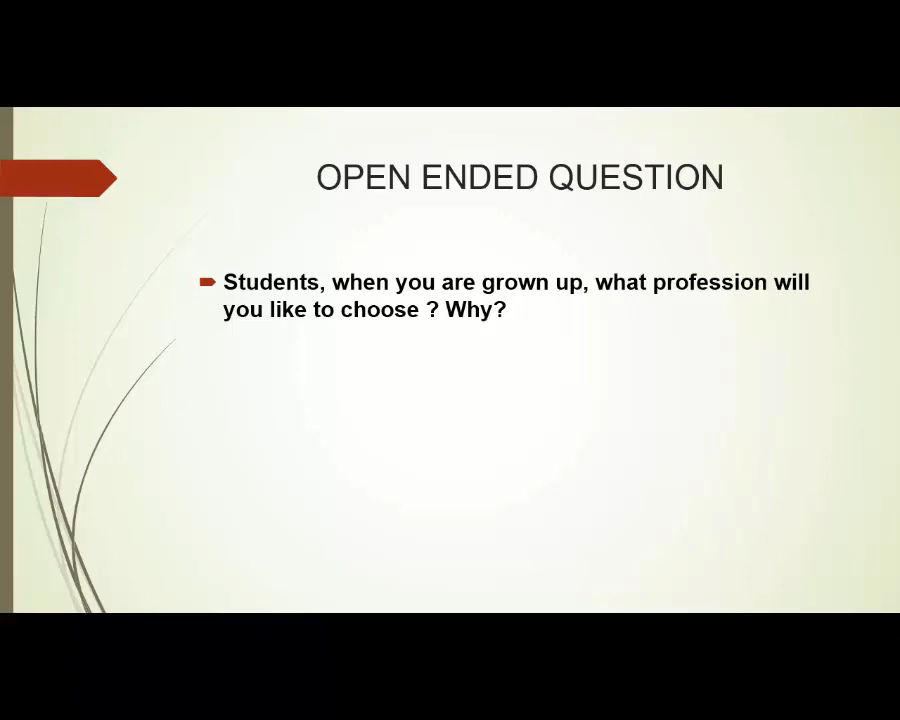 OPEN ENDED QUESTION
Students, when you are grown up, what profession will
you like to choose ? Why?